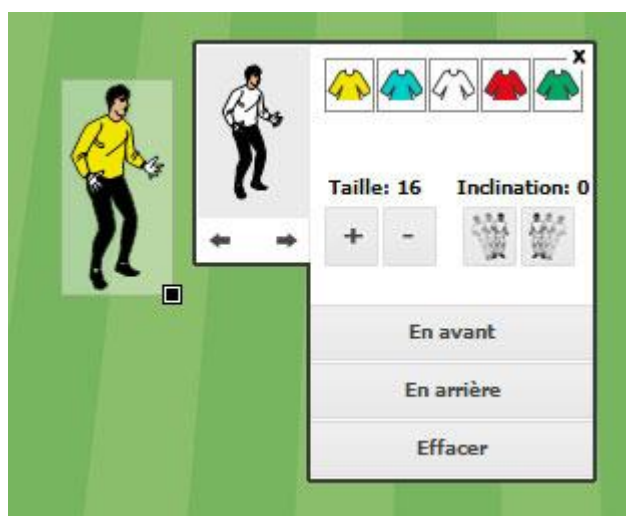 x
Taille: 16 Inclination: 0
+ -
En avant
En arrière
Effacer